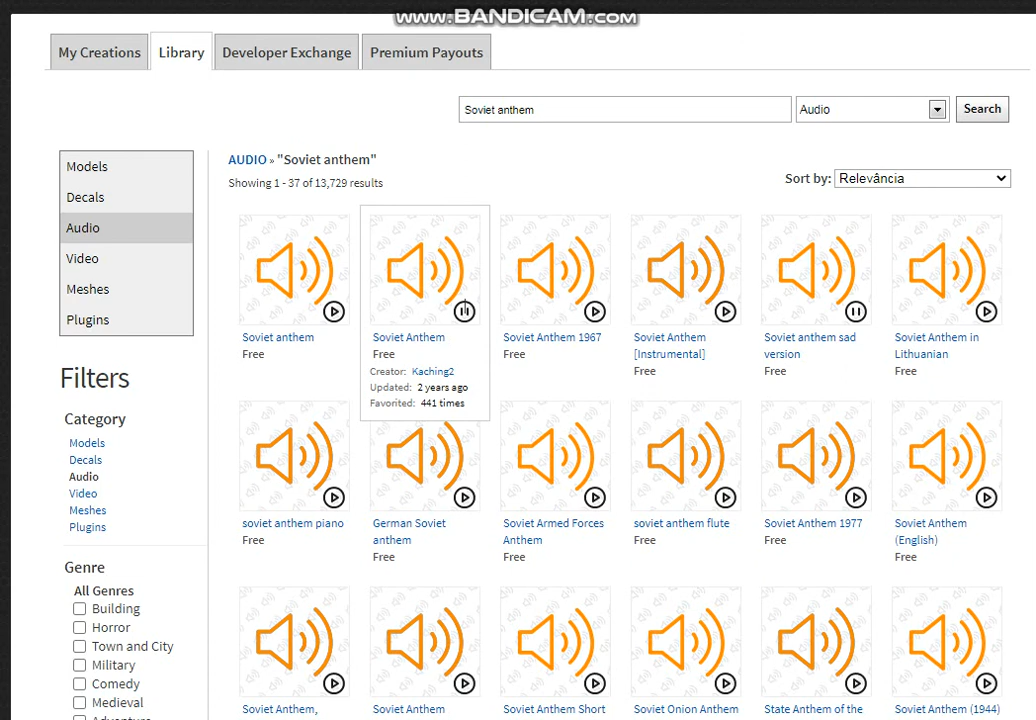 www.BANDICAM.com
My Creations
Library
Developer Exchange
Premium Payouts
Soviet anthem
Audio
Search
Models
Decals
Audio
Video
Meshes
Plugins
AUDIO » "Soviet anthem"
Showing 1 - 37 of 13,729 results
Sort by: Relevância
Soviet anthem
Free
Soviet Anthem
Free
Creator: Kaching2
Updated: 2 years ago
Favorited: 441 times
Soviet Anthem 1967
Free
Soviet Anthem
[Instrumental]
Free
Soviet anthem sad
version
Free
Soviet Anthem in
Lithuanian
Free
Filters
Category
Models
Decals
Audio
Video
Meshes
Plugins
soviet anthem piano
Free
German Soviet
anthem
Free
Soviet Armed Forces
Anthem
Free
soviet anthem flute
Free
Soviet Anthem 1977
Free
Soviet Anthem
(English)
Free
Genre
All Genres
Building
Horror
Town and City
Military
Comedy
Medieval
Adventure
Soviet Anthem,
Soviet Anthem
Soviet Anthem Short
Soviet Onion Anthem
State Anthem of the
Soviet Anthem (1944)